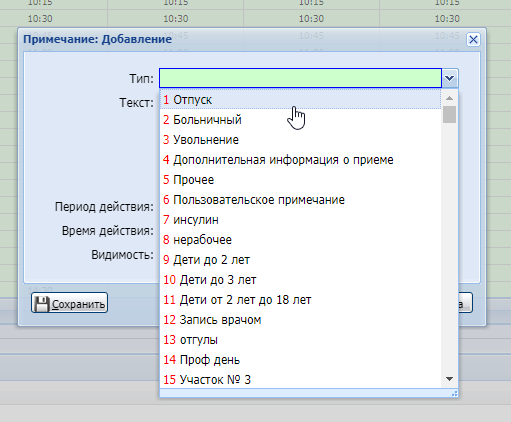 10:15 10:15 10:15 10:15
10:30 10:30 10:30 10:30
Примечание: Добавление
Тип:
Текст:
1 Отпуск
2 Больничный
3 Увольнение
4 Дополнительная информация о приеме
5 Прочее
Период действия:
6 Пользовательское примечание
7 инсулин
Время действия:
8 нерабочее
Видимость:
9 Дети до 2 лет
10 Дети до 3 лет
Сохранить
11 Дети от 2 лет до 18 лет
12 Запись врачом
13 отгулы
14 Проф день
15 Участок № 3